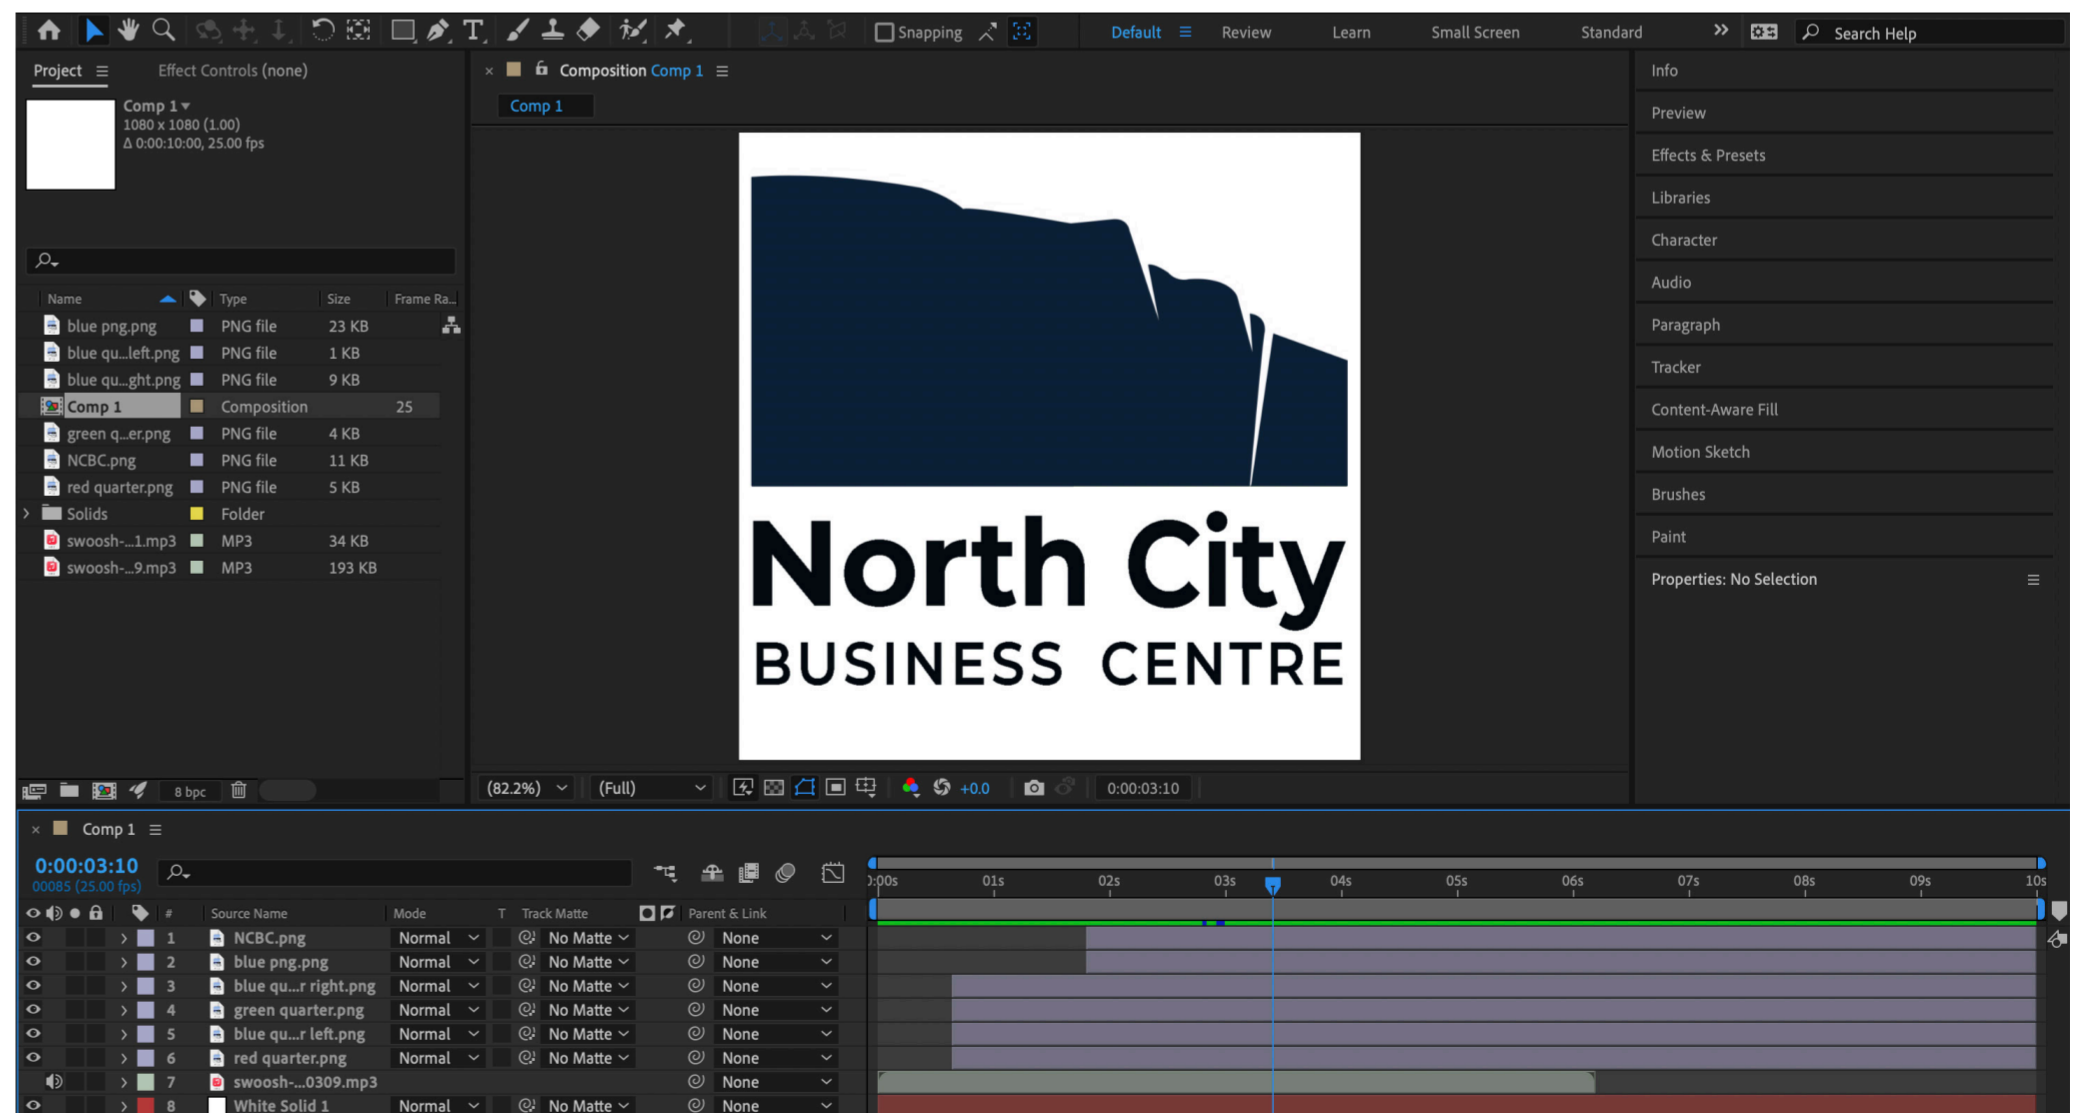 Snapping
Default
Review
Learn
Small Screen
Standard
Search Help
Project
Effect Controls (none)
Composition Comp 1
Comp 1
Comp 1
1080 x 1080 (1.00)
Δ 0:00:10:00, 25.00 fps
Name Type Size Frame Ra...
blue png.png PNG file 23 KB
blue qu...left.png PNG file 1 KB
blue qu...ght.png PNG file 9 KB
Comp 1 Composition 25
green q...er.png PNG file 4 KB
NCBC.png PNG file 11 KB
red quarter.png PNG file 5 KB
Solids Folder
swoosh-...1.mp3 MP3 34 KB
swoosh-...9.mp3 MP3 193 KB
8 bpc
North City
BUSINESS CENTRE
(82.2%) (Full) +0.0 0:00:03:10
Info
Preview
Effects & Presets
Libraries
Character
Audio
Paragraph
Tracker
Content-Aware Fill
Motion Sketch
Brushes
Paint
Properties: No Selection
Comp 1
0:00:03:10
00085 (25.00 fps)
):00s 01s 02s 03s 04s 05s 06s 07s 08s 09s 10s
# Source Name Mode T Track Matte Parent & Link
1 NCBC.png Normal No Matte None
2 blue png.png Normal No Matte None
3 blue qu...r right.png Normal No Matte None
4 green quarter.png Normal No Matte None
5 blue qu...r left.png Normal No Matte None
6 red quarter.png Normal No Matte None
7 swoosh-...0309.mp3 None
8 White Solid 1 Normal No Matte None